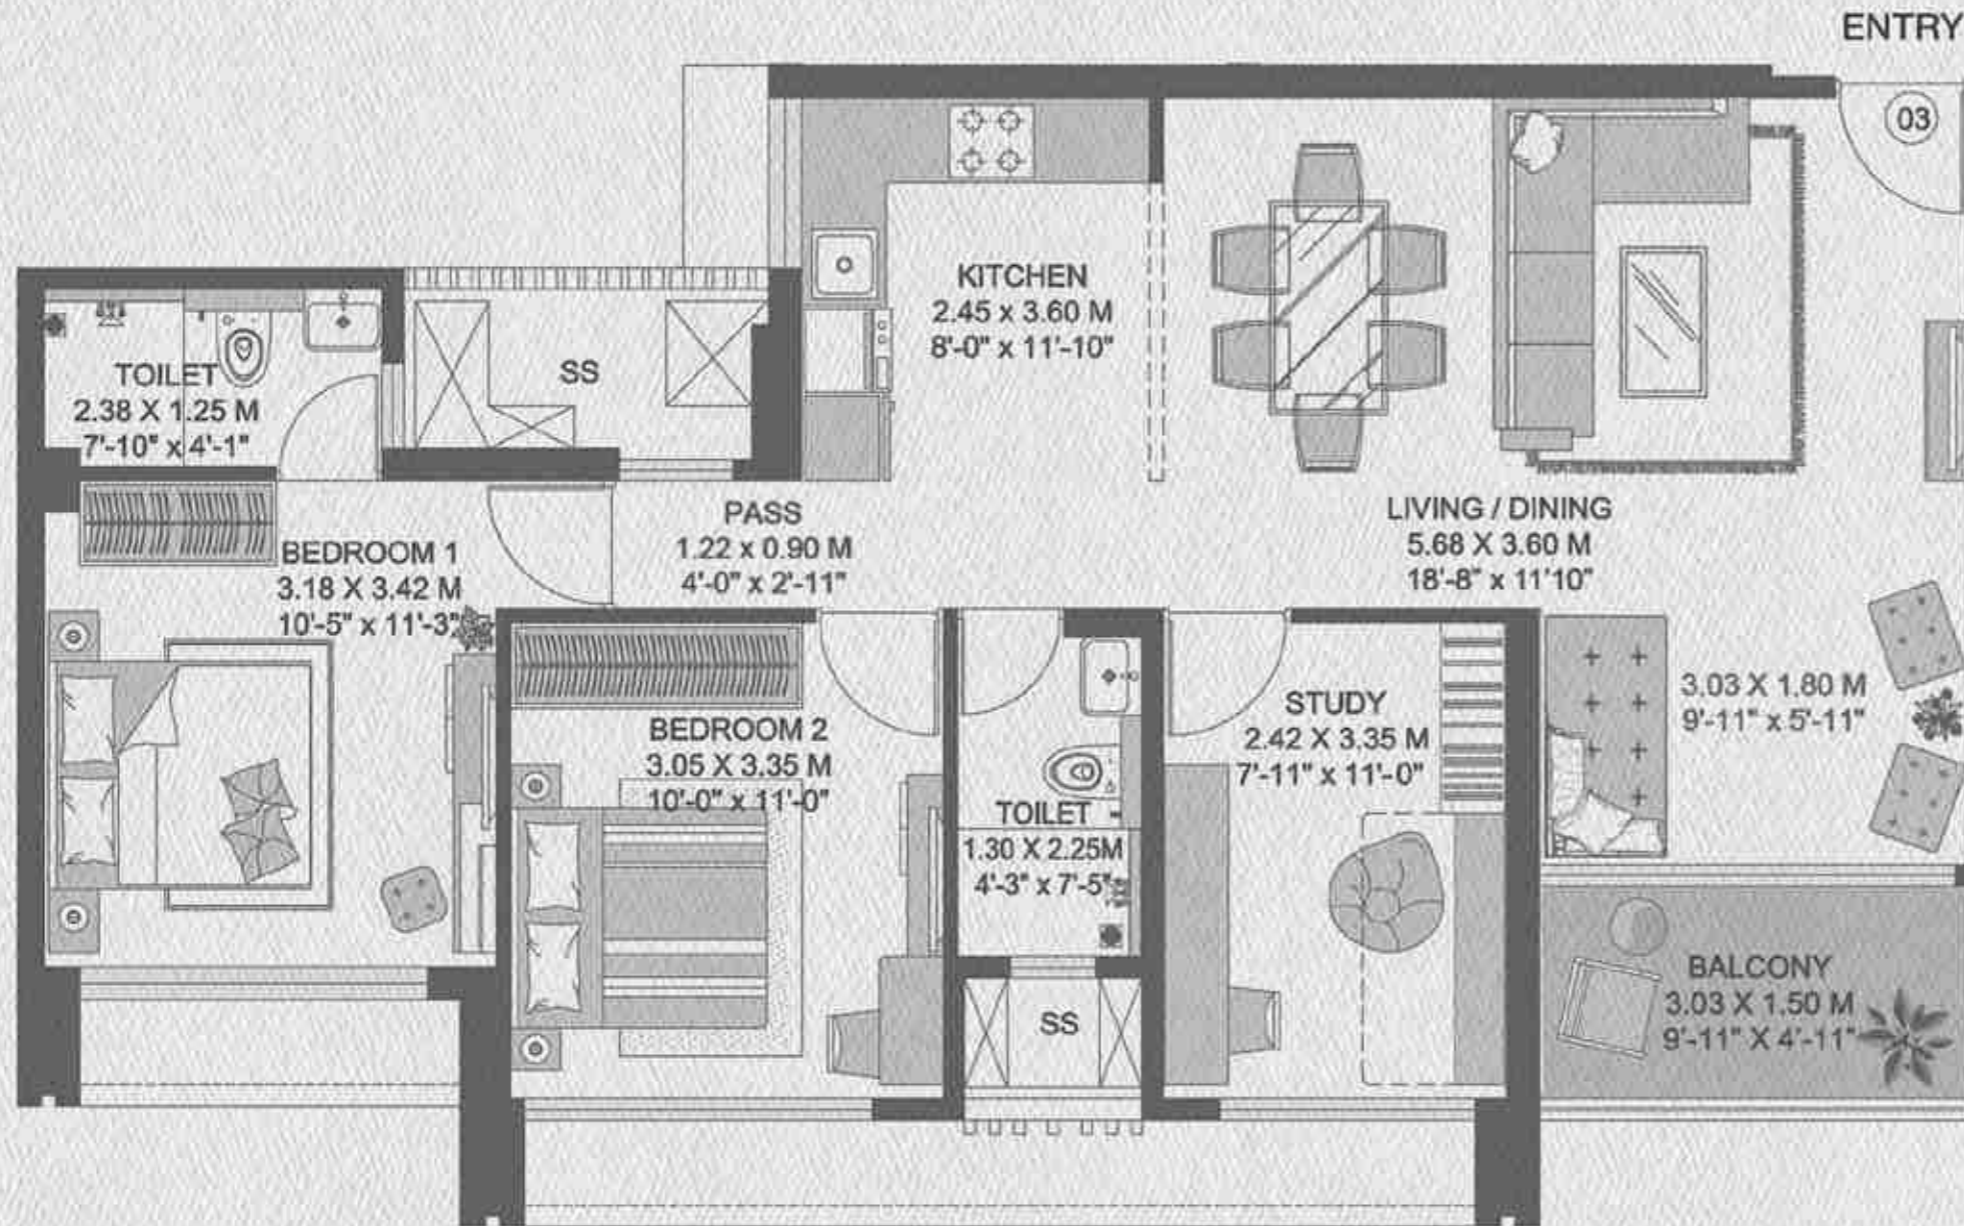 ENTRY
03
KITCHEN
2.45 x 3.60 M
8'-0" x 11'-10"
TOILET
2.38 X 1.25 M
7'-10" x 4'-1"
SS
PASS
1.22 x 0.90 M
4'-0" x 2'-11"
LIVING / DINING
5.68 X 3.60 M
18'-8" x 11'10"
BEDROOM 1
3.18 X 3.42 M
10'-5" x 11'-3"
BEDROOM 2
3.05 X 3.35 M
10'-0" x 11'-0"
STUDY
2.42 X 3.35 M
7'-11" x 11'-0"
3.03 X 1.80 M
9'-11" x 5'-11"
TOILET
1.30 X 2.25M
4'-3" x 7'-5"
SS
BALCONY
3.03 X 1.50 M
9'-11" X 4'-11"